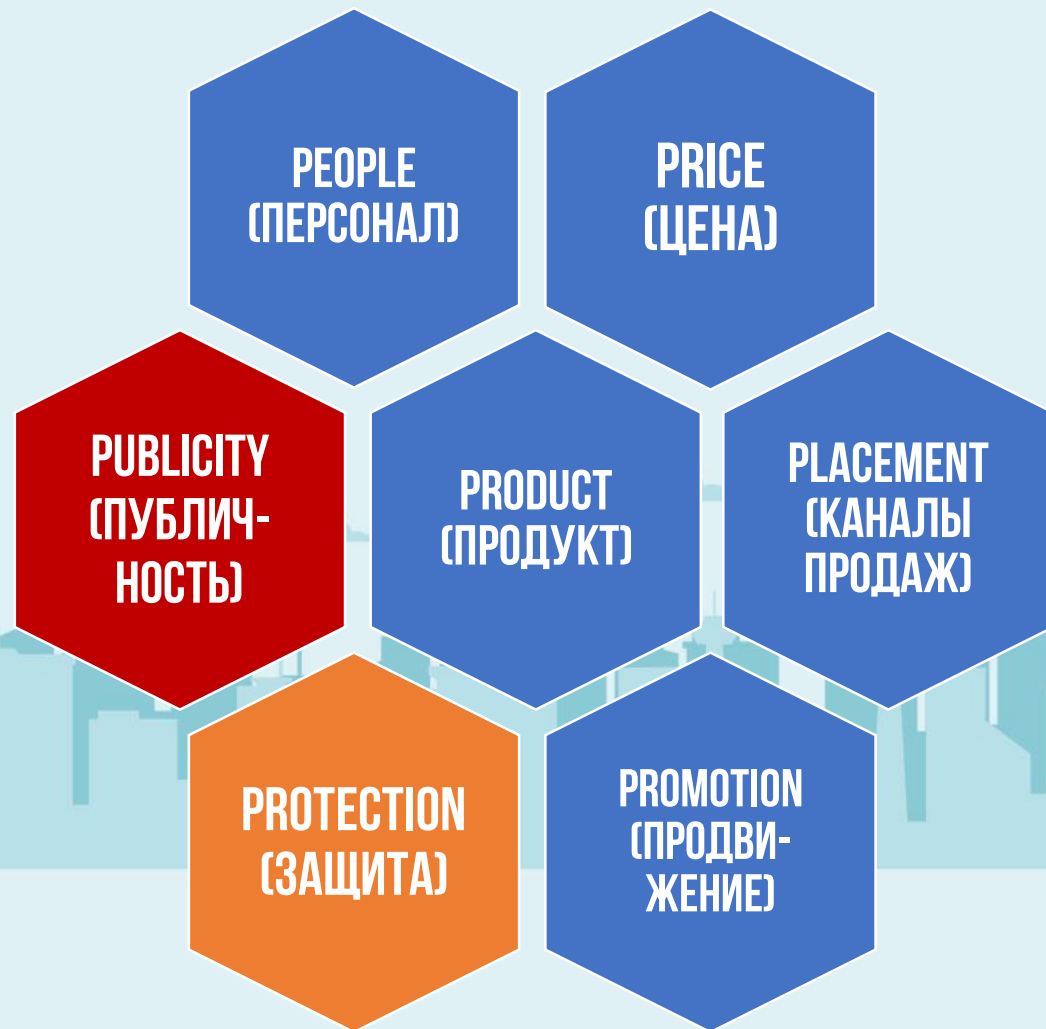 PEOPLE
(ПЕРСОНАЛ)
PRICE
(ЦЕНА)
PUBLICITY
(ПУБЛИЧ-
НОСТЬ)
PRODUCT
(ПРОДУКТ)
PLACEMENT
(КАНАЛЫ
ПРОДАЖ)
PROTECTION
(ЗАЩИТА)
PROMOTION
(ПРОДВИ-
ЖЕНИЕ)